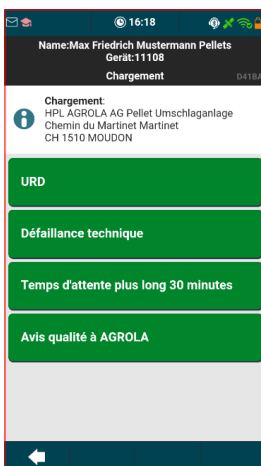 16:18
Name:Max Friedrich Mustermann Pellets
Gerät:11108
Chargement
D418A
Chargement:
HPL AGROLA AG Pellet Umschlaganlage
Chemin du Martinet Martinet
CH 1510 MOUDON
URD
Défaillance technique
Temps d'attente plus long 30 minutes
Avis qualité à AGROLA